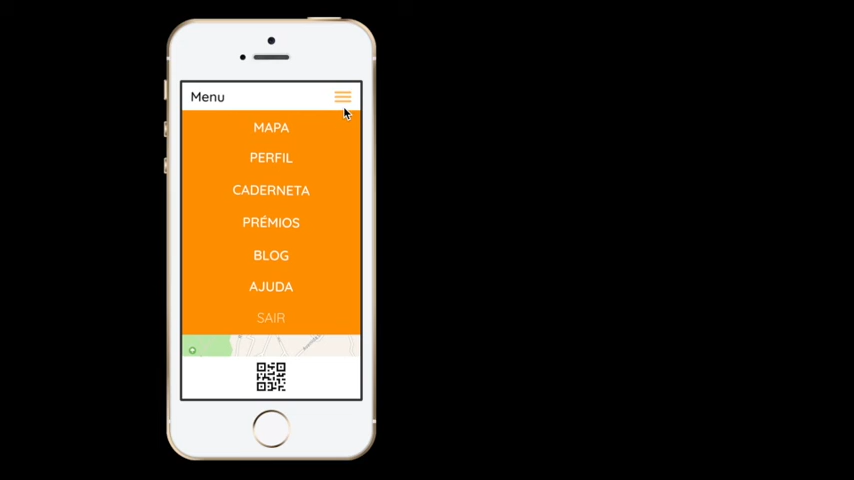 Menu
MAPA
PERFIL
CADERNETA
PRÉMIOS
BLOG
AJUDA
SAIR